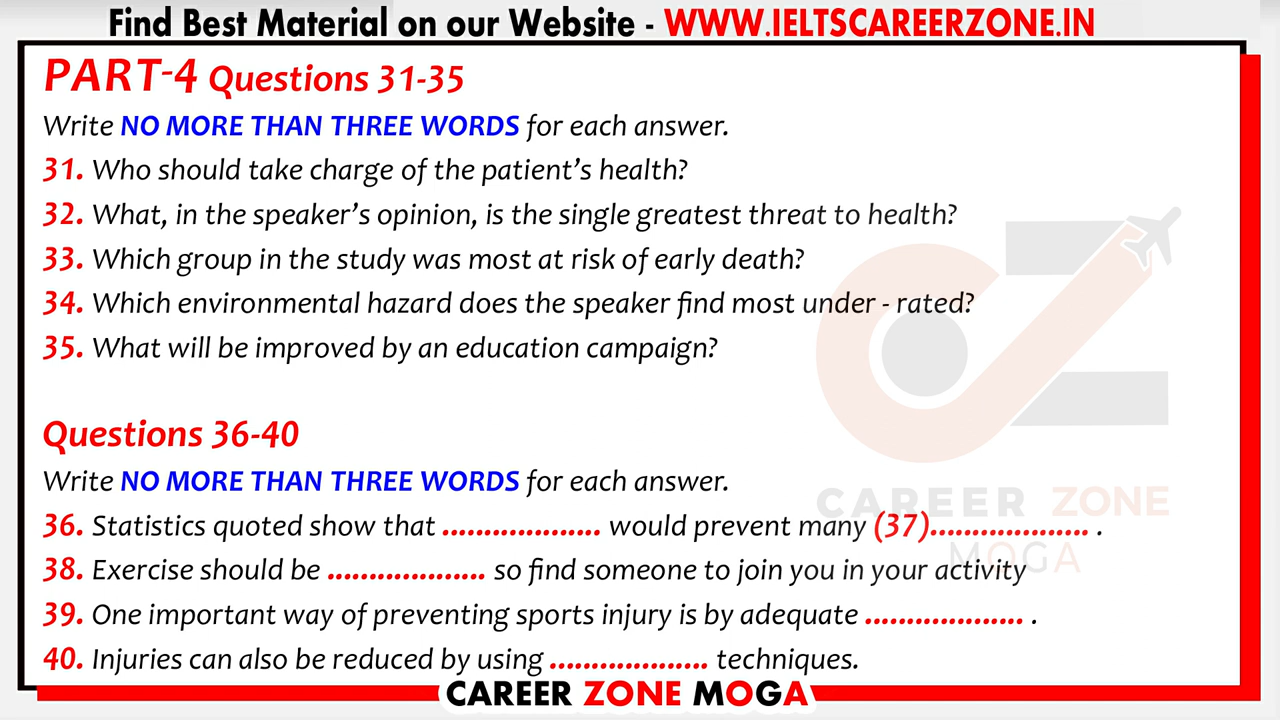 Find Best Material on our Website - WWW.IELTSCAREERZONE.IN
PART-4 Questions 31-35
Write NO MORE THAN THREE WORDS for each answer.
31. Who should take charge of the patient's health?
32. What, in the speaker's opinion, is the single greatest threat to health?
33. Which group in the study was most at risk of early death?
34. Which environmental hazard does the speaker find most under - rated?
35. What will be improved by an education campaign?
Questions 36-40
Write NO MORE THAN THREE WORDS for each answer.
36. Statistics quoted show that ................... would prevent many (37)................... .
38. Exercise should be ................... so find someone to join you in your activity
39. One important way of preventing sports injury is by adequate ................... .
40. Injuries can also be reduced by using ................... techniques.
CAREER ZONE
MOGA
CAREER ZONE MOGA